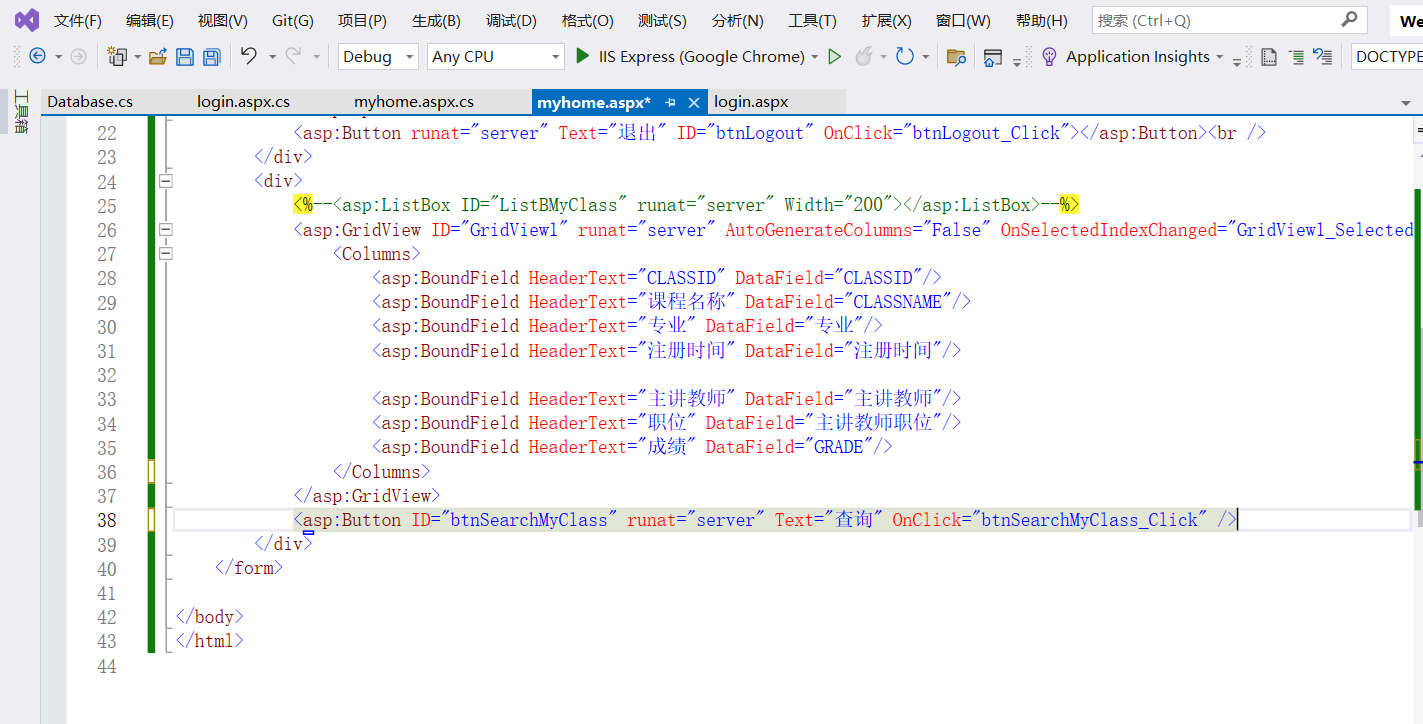 文件(F) 编辑(E) 视图(V) Git(G) 项目(P) 生成(B) 调试(D) 格式(O) 测试(S) 分析(N) 工具(T) 扩展(X) 窗口(W) 帮助(H) 搜索 (Ctrl+Q) We
Debug Any CPU IIS Express (Google Chrome) Application Insights DOCTYPE
工具箱
Database.cs login.aspx.cs myhome.aspx.cs myhome.aspx* login.aspx
22 <asp:Button runat="server" Text="退出" ID="btnLogout" OnClick="btnLogout_Click"></asp:Button><br />
23 </div>
24 <div>
25 <%--<asp:ListBox ID="ListBMyClass" runat="server" Width="200"></asp:ListBox>--%>
26 <asp:GridView ID="GridView1" runat="server" AutoGenerateColumns="False" OnSelectedIndexChanged="GridView1_Selected
27 <Columns>
28 <asp:BoundField HeaderText="CLASSID" DataField="CLASSID"/>
29 <asp:BoundField HeaderText="课程名称" DataField="CLASSNAME"/>
30 <asp:BoundField HeaderText="专业" DataField="专业"/>
31 <asp:BoundField HeaderText="注册时间" DataField="注册时间"/>
32
33 <asp:BoundField HeaderText="主讲教师" DataField="主讲教师"/>
34 <asp:BoundField HeaderText="职位" DataField="主讲教师职位"/>
35 <asp:BoundField HeaderText="成绩" DataField="GRADE"/>
36 </Columns>
37 </asp:GridView>
38 <asp:Button ID="btnSearchMyClass" runat="server" Text="查询" OnClick="btnSearchMyClass_Click" />
39 </div>
40 </form>
41
42 </body>
43 </html>
44